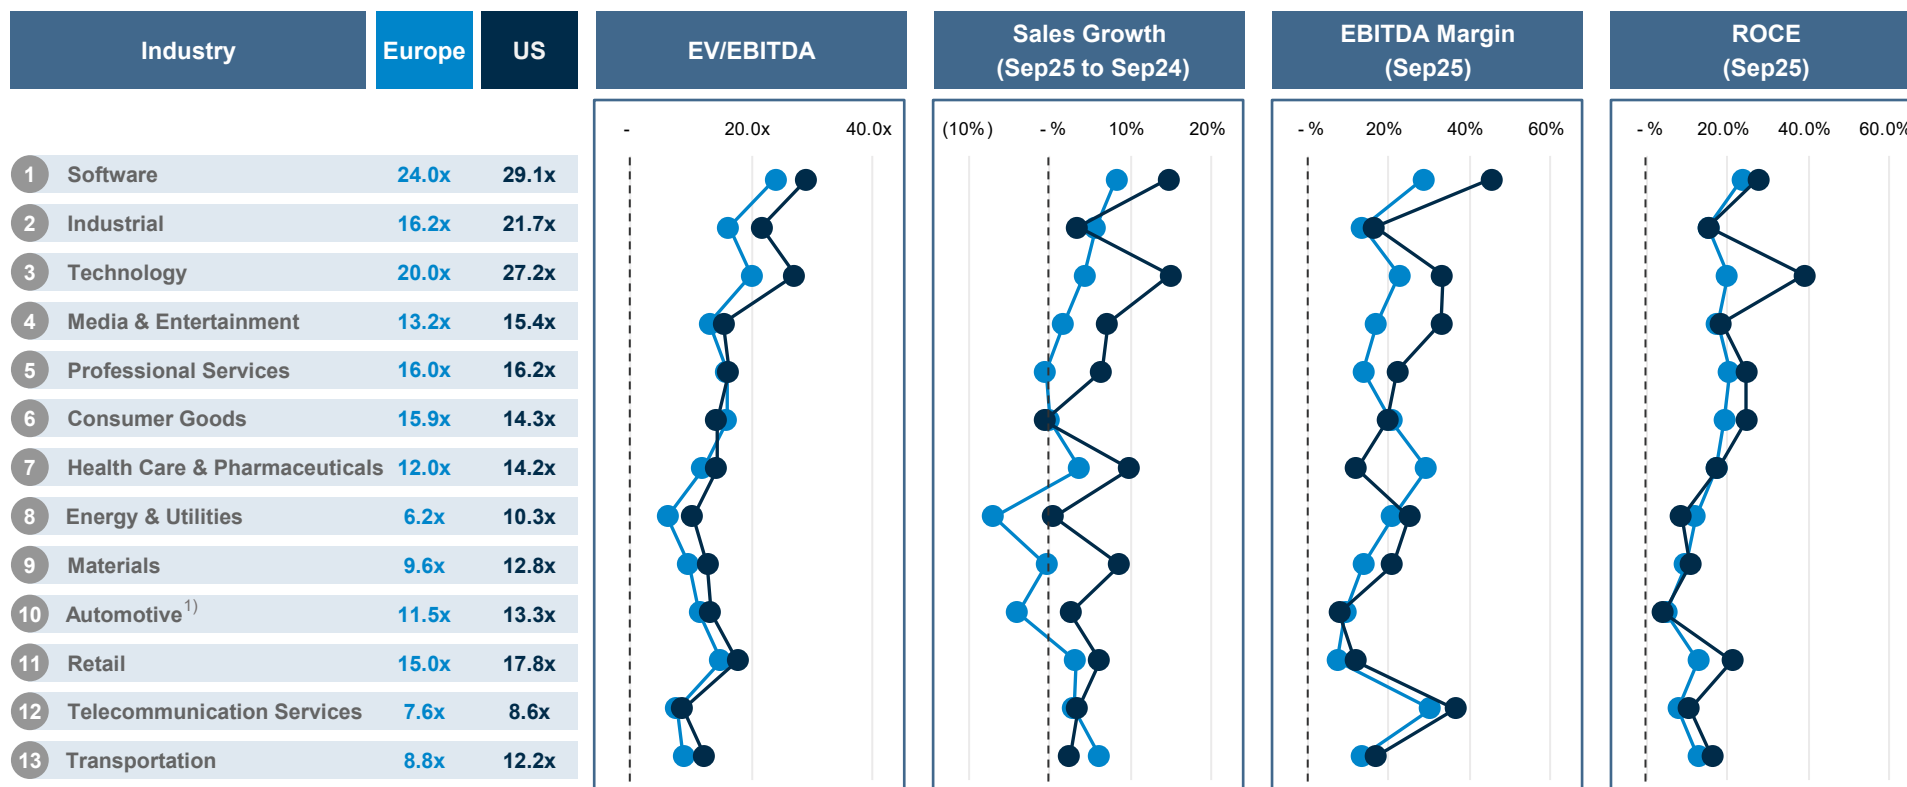 Industry Europe US EV/EBITDA Sales Growth (Sep25 to Sep24) EBITDA Margin (Sep25) ROCE (Sep25)
- 20.0x 40.0x (10%) - % 10% 20% - % 20% 40% 60% - % 20.0% 40.0% 60.0%
1 Software 24.0x 29.1x
2 Industrial 16.2x 21.7x
3 Technology 20.0x 27.2x
4 Media & Entertainment 13.2x 15.4x
5 Professional Services 16.0x 16.2x
6 Consumer Goods 15.9x 14.3x
7 Health Care & Pharmaceuticals 12.0x 14.2x
8 Energy & Utilities 6.2x 10.3x
9 Materials 9.6x 12.8x
10 Automotive 1) 11.5x 13.3x
11 Retail 15.0x 17.8x
12 Telecommunication Services 7.6x 8.6x
13 Transportation 8.8x 12.2x